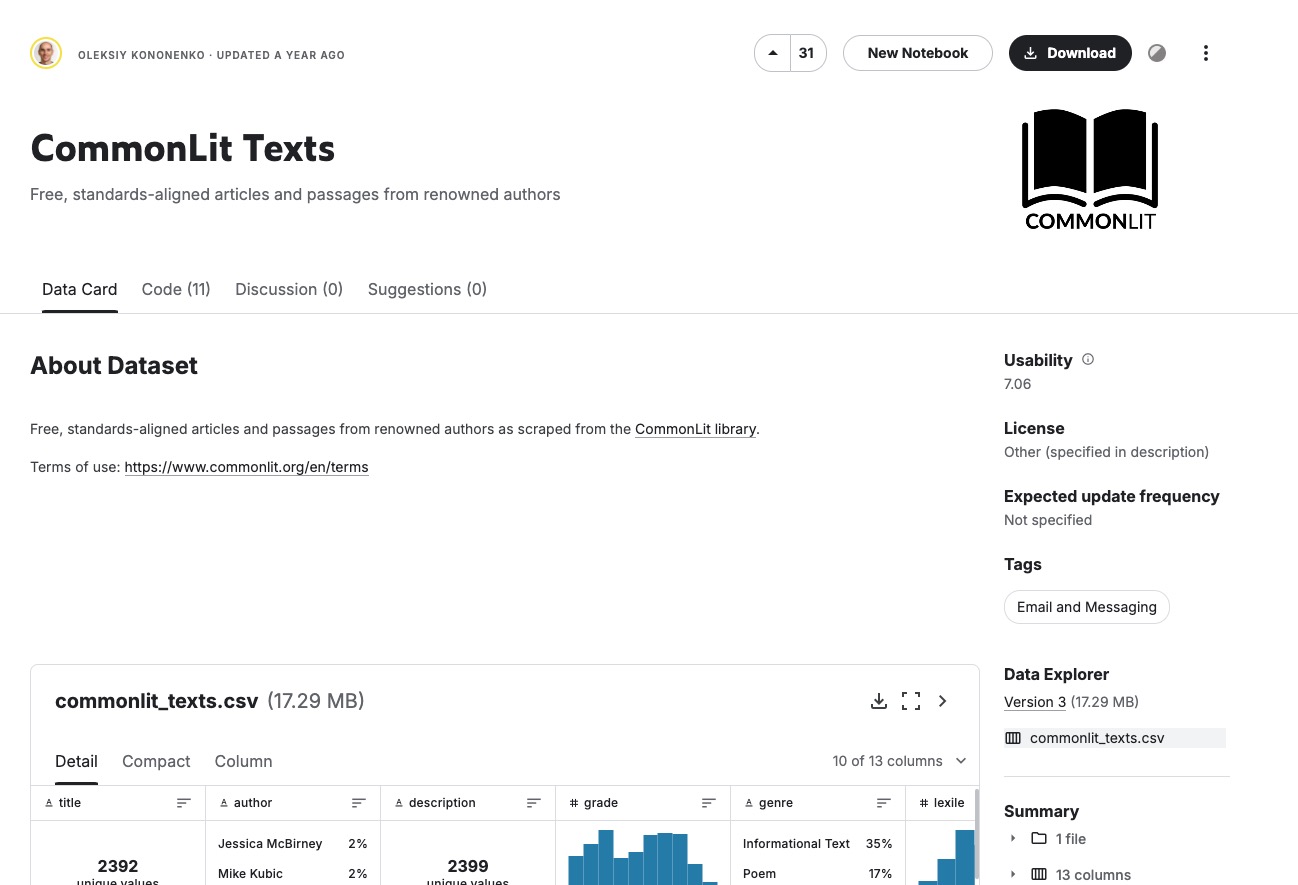 OLEKSIY KONONENKO · UPDATED A YEAR AGO
31
New Notebook
Download
CommonLit Texts
Free, standards-aligned articles and passages from renowned authors
COMMONLIT
Data Card Code (11) Discussion (0) Suggestions (0)
About Dataset
Free, standards-aligned articles and passages from renowned authors as scraped from the CommonLit library.
Terms of use: https://www.commonlit.org/en/terms
Usability
7.06
License
Other (specified in description)
Expected update frequency
Not specified
Tags
Email and Messaging
commonlit_texts.csv (17.29 MB)
Detail Compact Column
10 of 13 columns
A title
A author
A description
# grade
A genre
# lexile
2392
unique values
Jessica McBirney 2%
Mike Kubic 2%
2399
unique values
Informational Text 35%
Poem 17%
Data Explorer
Version 3 (17.29 MB)
commonlit_texts.csv
Summary
1 file
13 columns